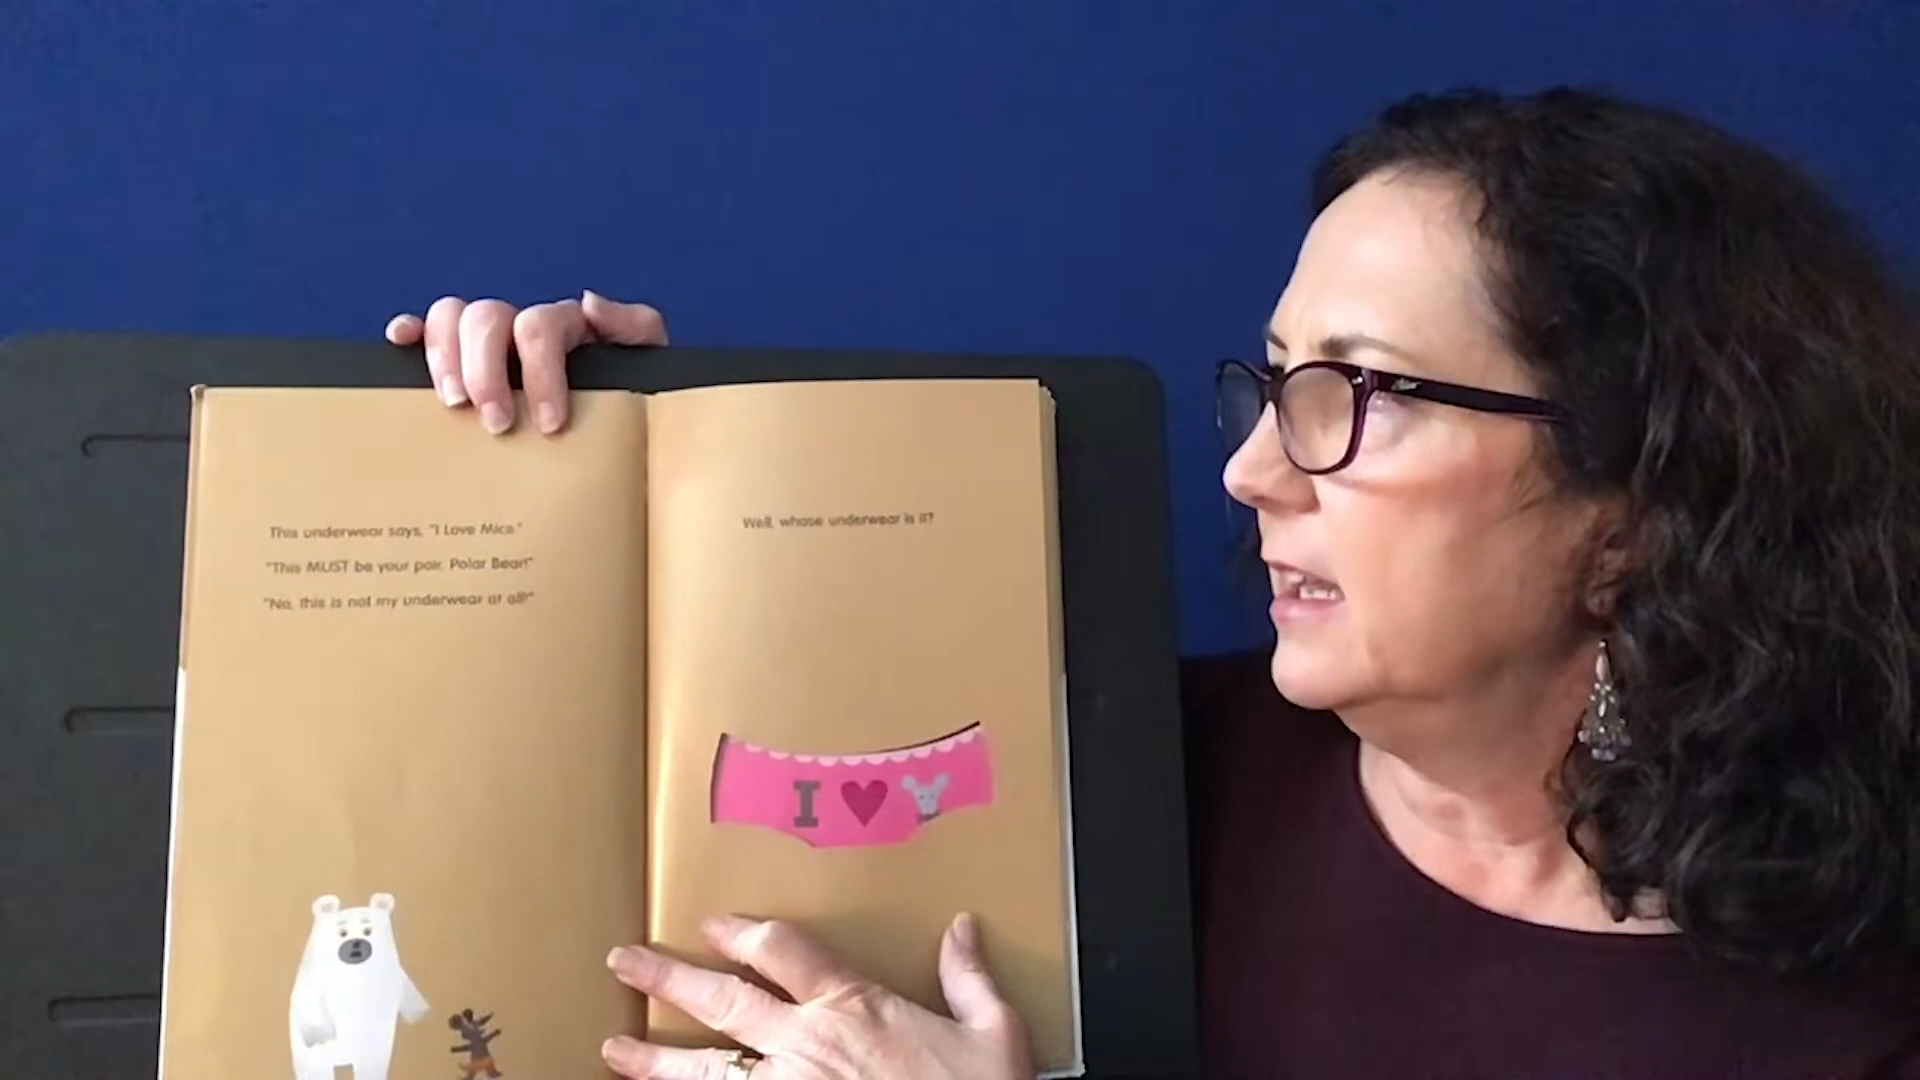 This underwear says, "I Love Mice."
"This MUST be your pair, Polar Bear!"
"No, this is not my underwear at all!"
Well, whose underwear is it?
I